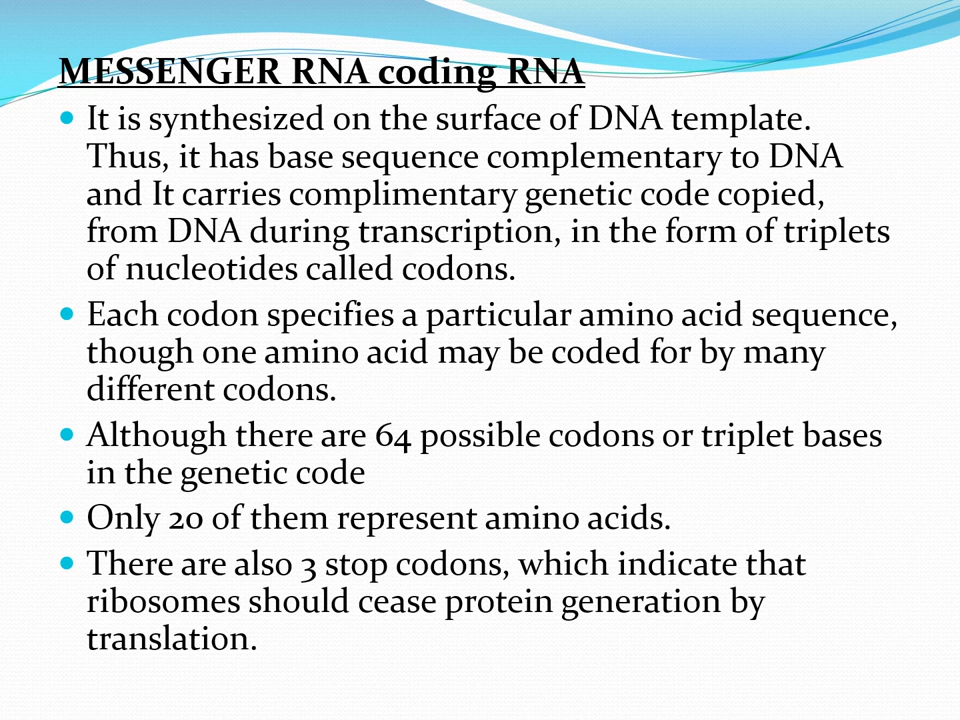 MESSENGER RNA coding RNA
It is synthesized on the surface of DNA template.
Thus, it has base sequence complementary to DNA
and It carries complimentary genetic code copied,
from DNA during transcription, in the form of triplets
of nucleotides called codons.
Each codon specifies a particular amino acid sequence,
though one amino acid may be coded for by many
different codons.
Although there are 64 possible codons or triplet bases
in the genetic code
Only 20 of them represent amino acids.
There are also 3 stop codons, which indicate that
ribosomes should cease protein generation by
translation.